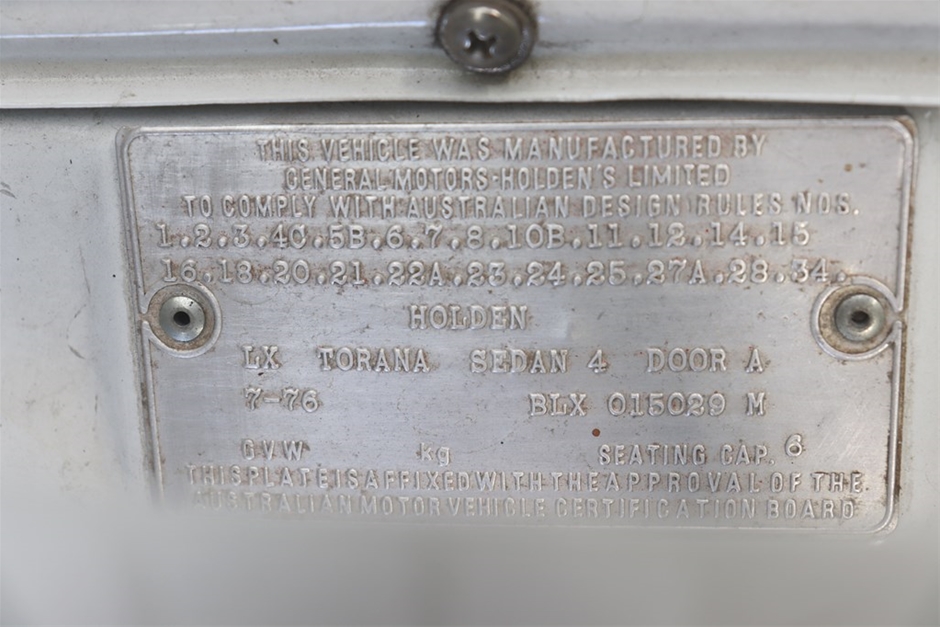 THIS VEHICLE WAS MANUFACTURED BY
GENERAL MOTORS-HOLDEN'S LIMITED
TO COMPLY WITH AUSTRALIAN DESIGN RULES NOS.
1,2,3,4C,5B,6,7,8,10B,11,12,14,15
16,18,20,21,22A,23,24,25,27A,28,34.
HOLDEN
LX TORANA SEDAN 4 DOOR A
7-76 BLX 015029 M
GVW kg SEATING CAP. 6
THIS PLATE IS AFFIXED WITH THE APPROVAL OF THE
AUSTRALIAN MOTOR VEHICLE CERTIFICATION BOARD